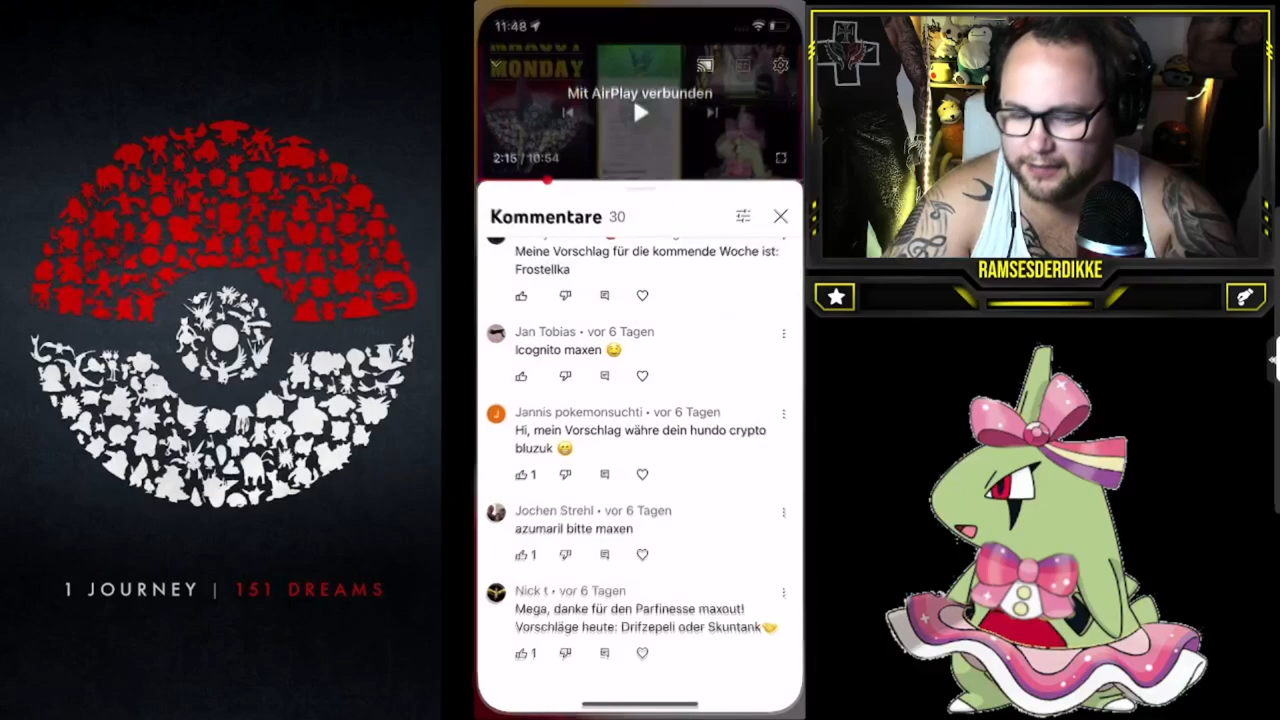 11:48
MONDAY
Mit AirPlay verbunden
2:15 / 10:54
Kommentare 30
Meine Vorschlag für die kommende Woche ist:
Frostellka
Jan Tobias • vor 6 Tagen
Icognito maxen 😏
J
Jannis pokemonsuchti • vor 6 Tagen
Hi, mein Vorschlag währe dein hundo crypto
bluzuk 😁
1
Jochen Strehl • vor 6 Tagen
azumaril bitte maxen
1
Nick t • vor 6 Tagen
Mega, danke für den Parfinesse maxout!
Vorschläge heute: Drifzepeli oder Skuntank🤝
1
RAMSESDERDIKKE
1 JOURNEY | 151 DREAMS